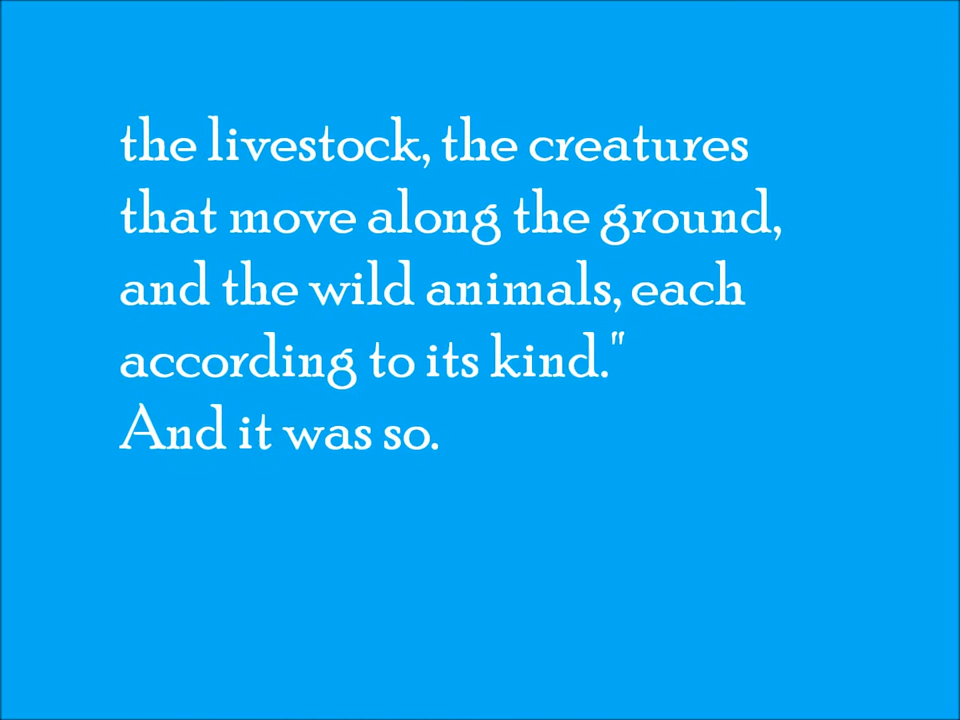 the livestock, the creatures
that move along the ground,
and the wild animals, each
according to its kind."
And it was so.